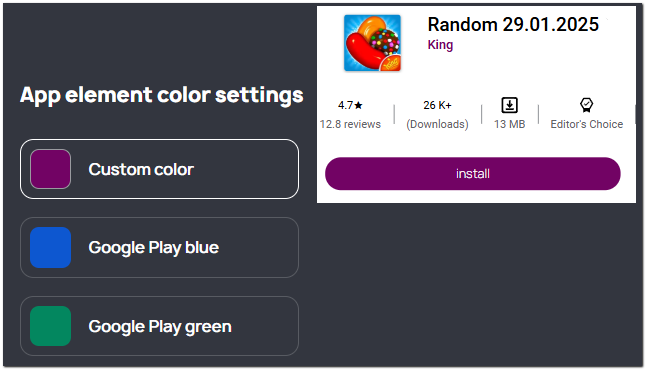 App element color settings
Custom color
Google Play blue
Google Play green
Random 29.01.2025
King
4.7★
12.8 reviews
26 K+
(Downloads)
13 MB
Editor's Choice
install